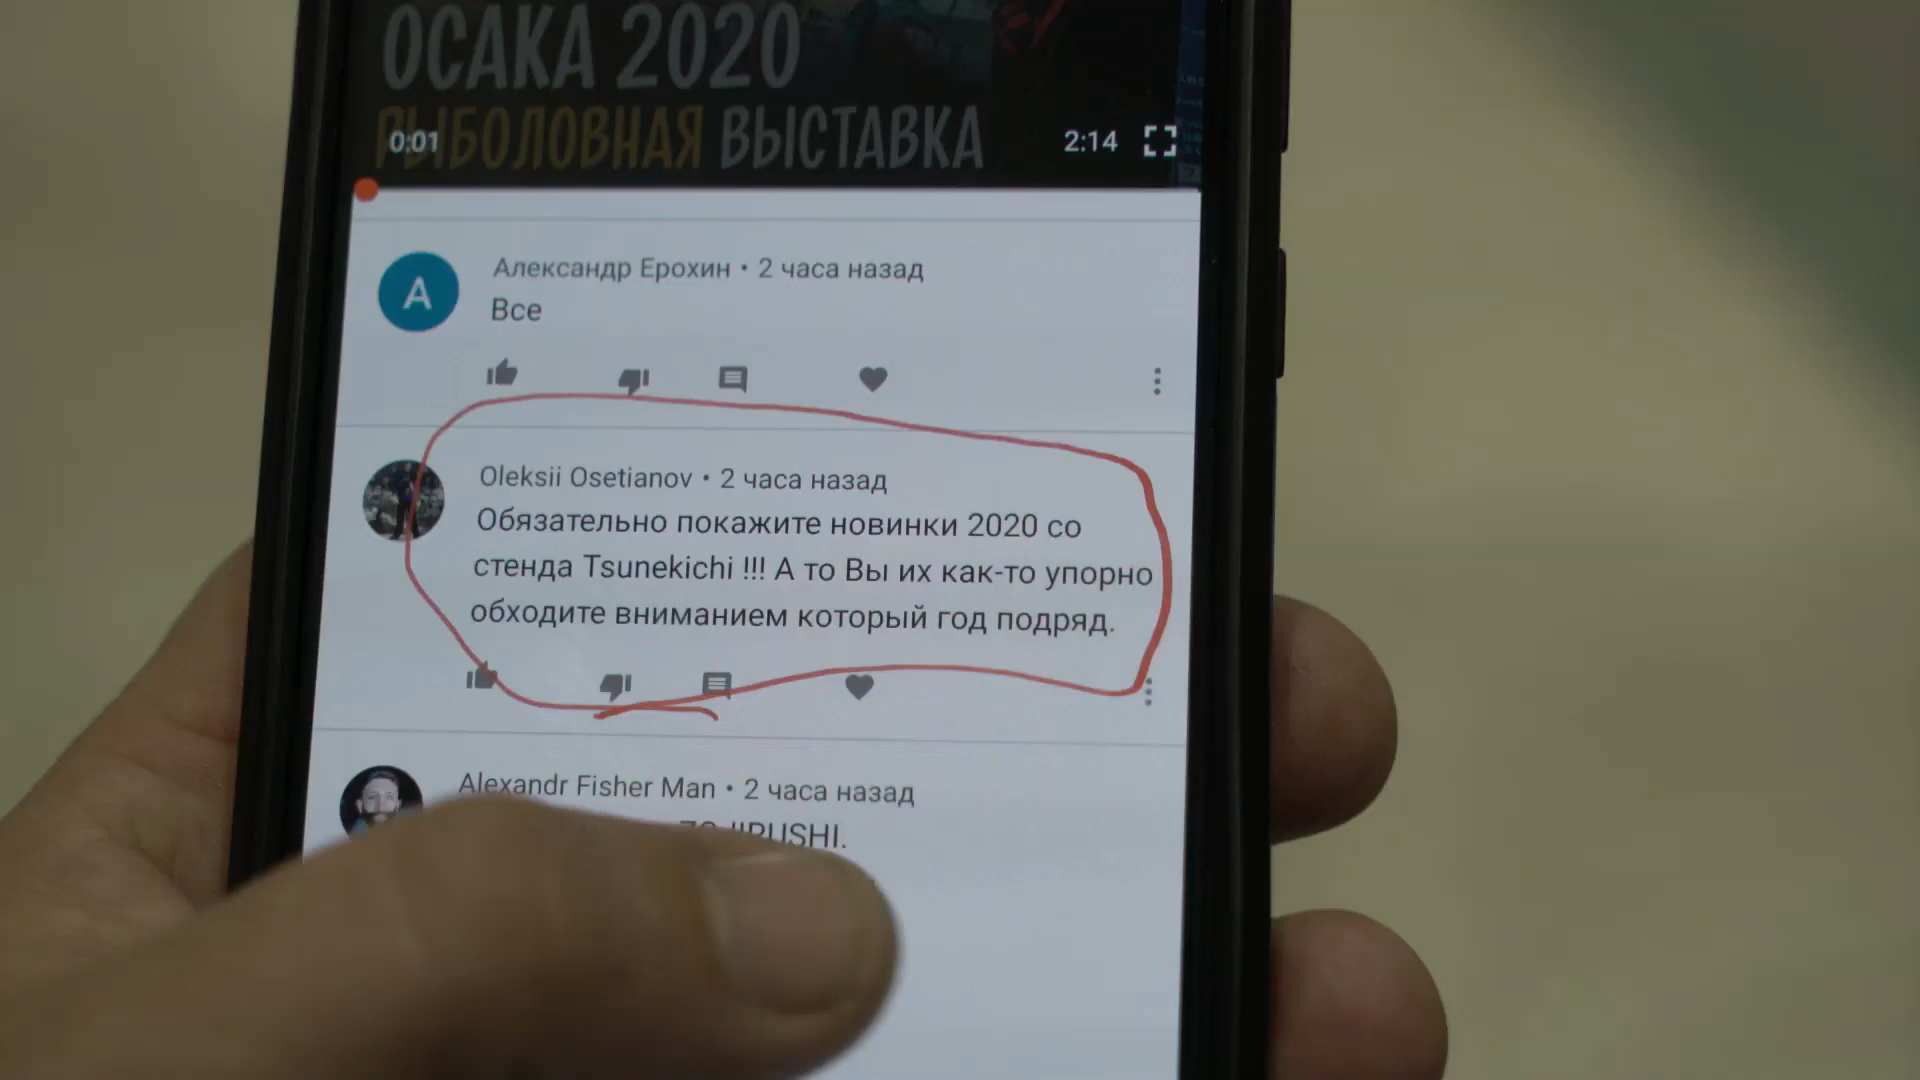 ОСАКА 2020
РЫБОЛОВНАЯ ВЫСТАВКА
0:01
2:14
А
Александр Ерохин • 2 часа назад
Все
Oleksii Osetianov • 2 часа назад
Обязательно покажите новинки 2020 со
стенда Tsunekichi !!! А то Вы их как-то упорно
обходите вниманием который год подряд.
Alexandr Fisher Man • 2 часа назад